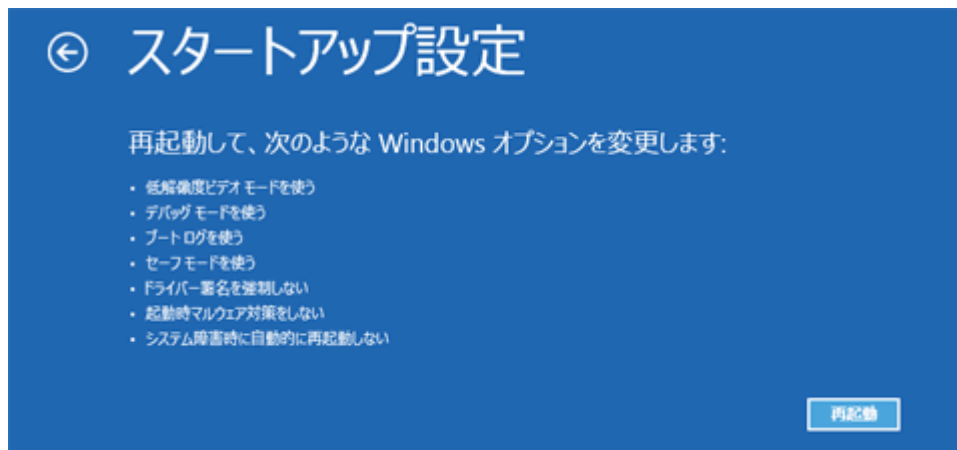 スタートアップ設定
再起動して、次のような Windows オプションを変更します:
• 低解像度ビデオ モードを使う
• デバッグ モードを使う
• ブート ログを使う
• セーフ モードを使う
• ドライバー署名を強制しない
• 起動時マルウェア対策をしない
• システム障害時に自動的に再起動しない
再起動